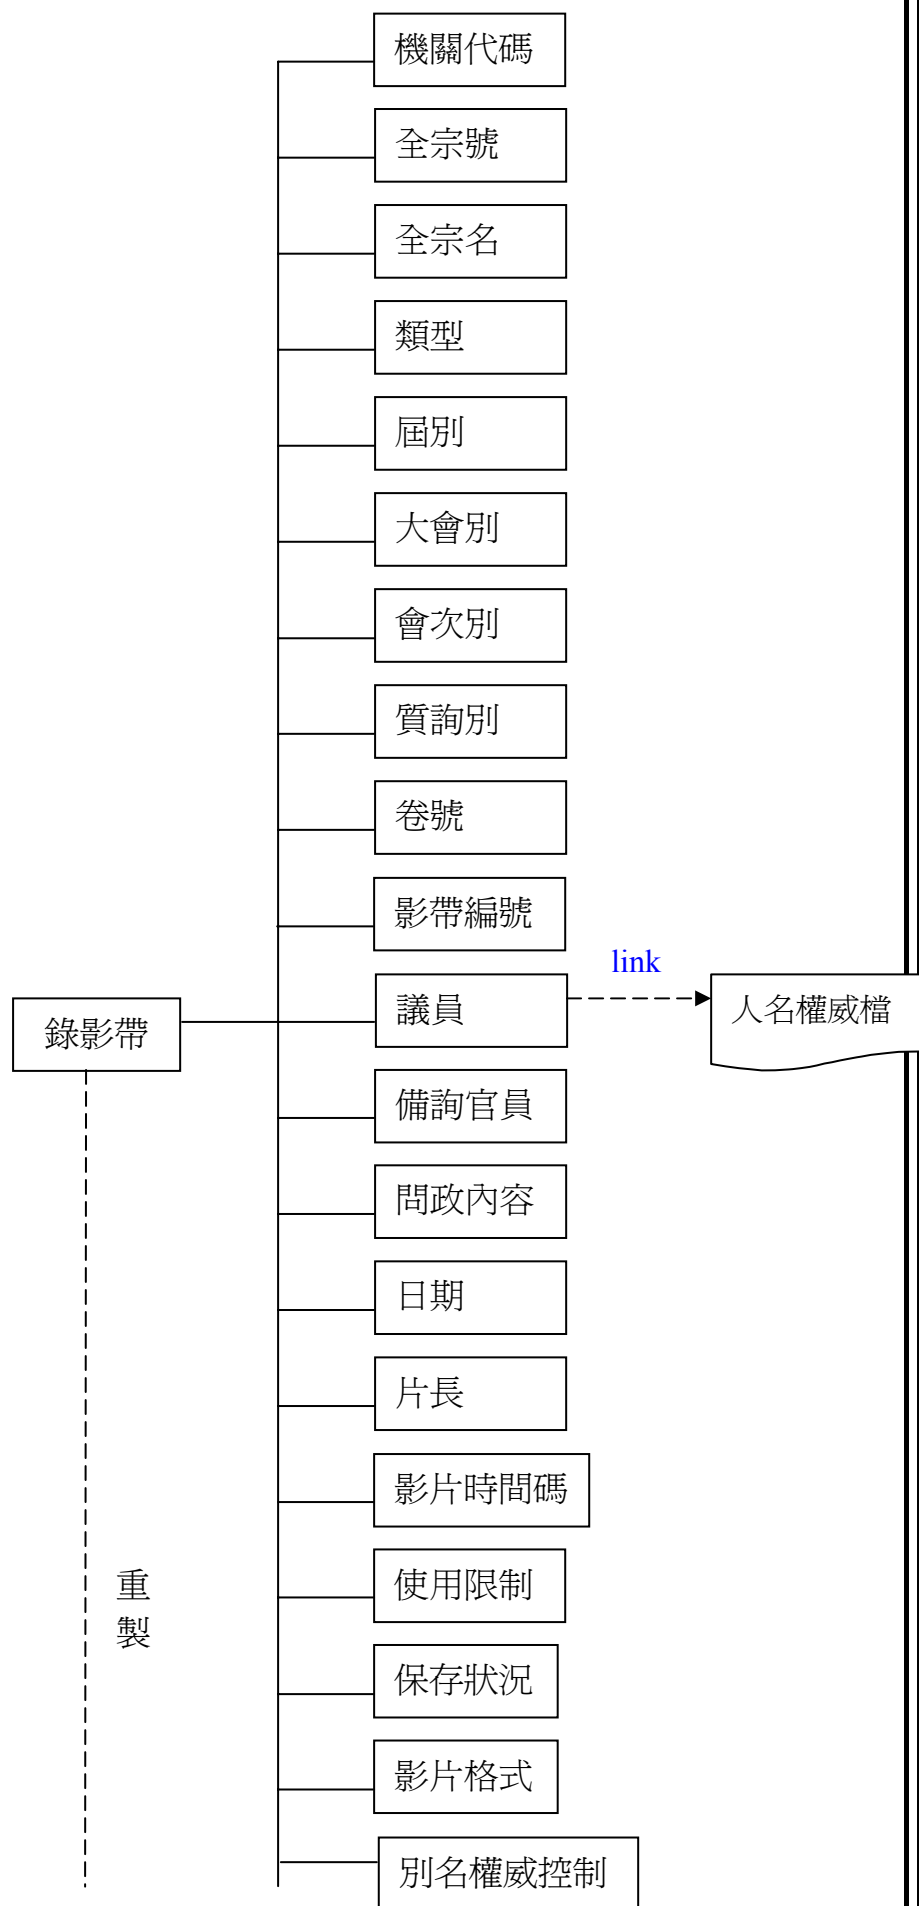 機關代碼
全宗號
全宗名
類型
屆別
大會別
會次別
質詢別
卷號
影帶編號
link
議員
人名權威檔
錄影帶
備詢官員
問政內容
日期
片長
影片時間碼
使用限制
重
製
保存狀況
影片格式
別名權威控制